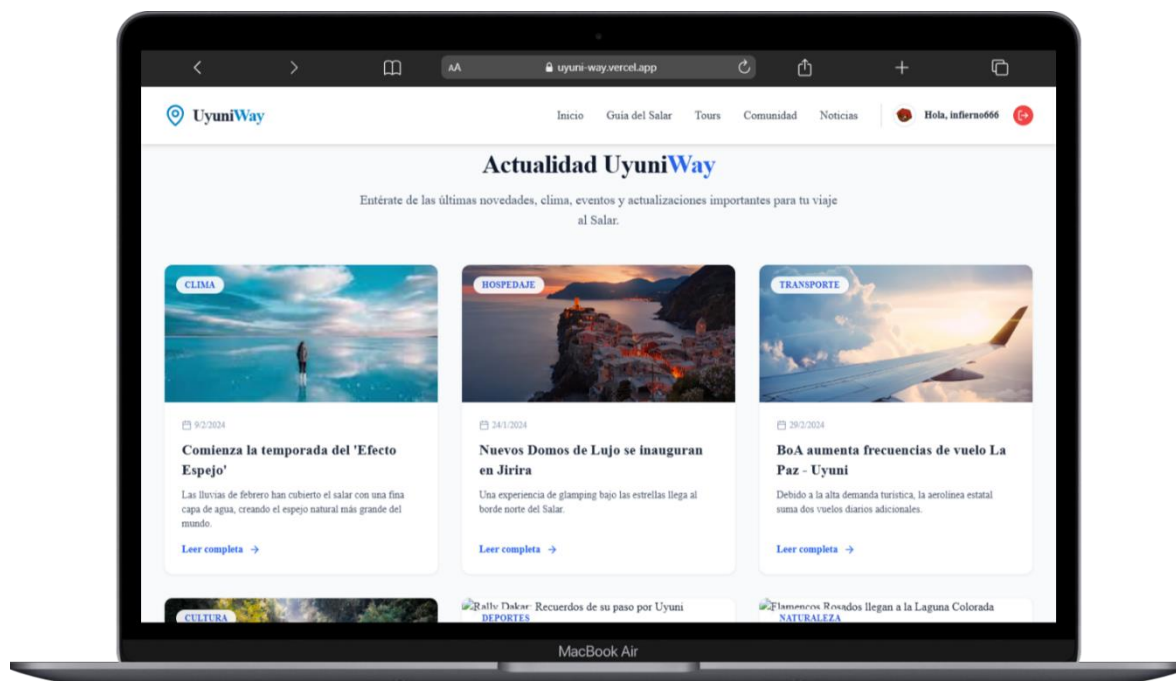 AA
uyuni-way.vercel.app
UyuniWay
Inicio
Guía del Salar
Tours
Comunidad
Noticias
Hola, infierno666
Actualidad UyuniWay
Entérate de las últimas novedades, clima, eventos y actualizaciones importantes para tu viaje
al Salar.
CLIMA
9/2/2024
Comienza la temporada del 'Efecto
Espejo'
Las lluvias de febrero han cubierto el salar con una fina
capa de agua, creando el espejo natural más grande del
mundo.
Leer completa
HOSPEDAJE
24/1/2024
Nuevos Domos de Lujo se inauguran
en Jirira
Una experiencia de glamping bajo las estrellas llega al
borde norte del Salar.
Leer completa
TRANSPORTE
29/2/2024
BoA aumenta frecuencias de vuelo La
Paz - Uyuni
Debido a la alta demanda turística, la aerolínea estatal
suma dos vuelos diarios adicionales.
Leer completa
CULTURA
Rally Dakar: Recuerdos de su paso por Uyuni
DEPORTES
Flamencos Rosados llegan a la Laguna Colorada
NATURALEZA
MacBook Air